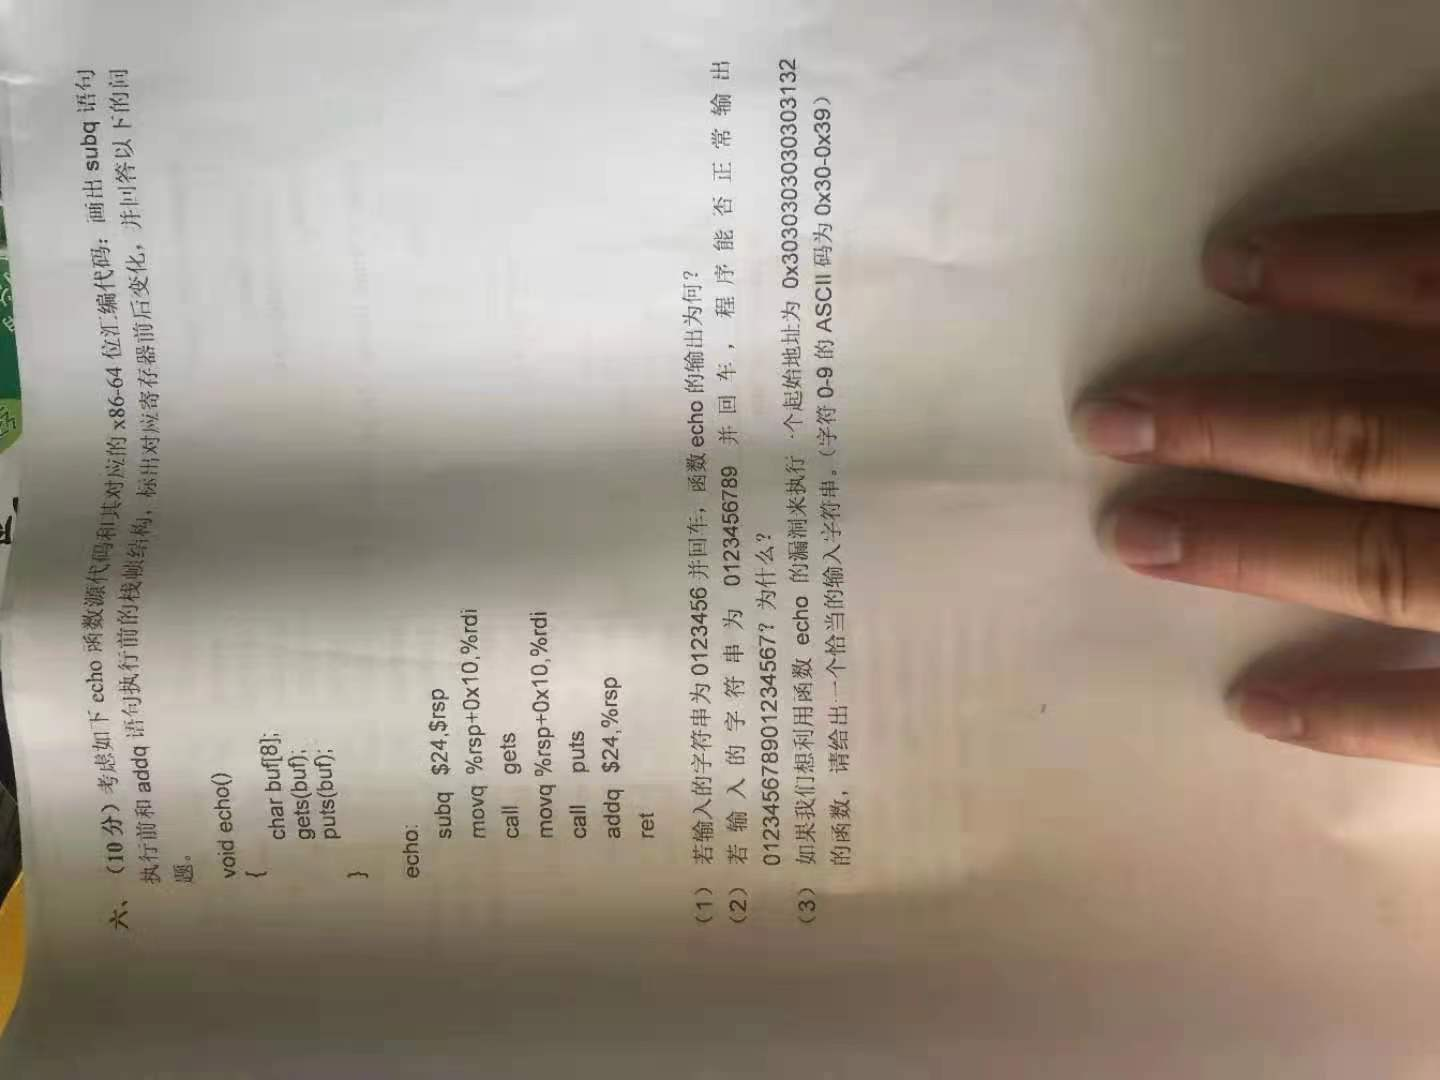 六、（10 分）考虑如下 echo 函数源代码和其对应的 x86-64 位汇编代码：画出 subq 语句
执行前和 addq 语句执行前的栈帧结构，标出对应寄存器前后变化，并回答以下的问
题。
void echo()
{
char buf[8];
gets(buf);
puts(buf);
}
echo:
subq $24,$rsp
movq %rsp+0x10,%rdi
call gets
movq %rsp+0x10,%rdi
call puts
addq $24,%rsp
ret
（1） 若输入的字符串为 0123456 并回车，函数 echo 的输出为何？
（2） 若输入的字符串为 0123456789 并回车，程序能否正常输出
012345678901234567？为什么？
（3） 如果我们想利用函数 echo 的漏洞来执行一个起始地址为 0x3030303030303132
的函数，请给出一个恰当的输入字符串。（字符 0-9 的 ASCII 码为 0x30-0x39）